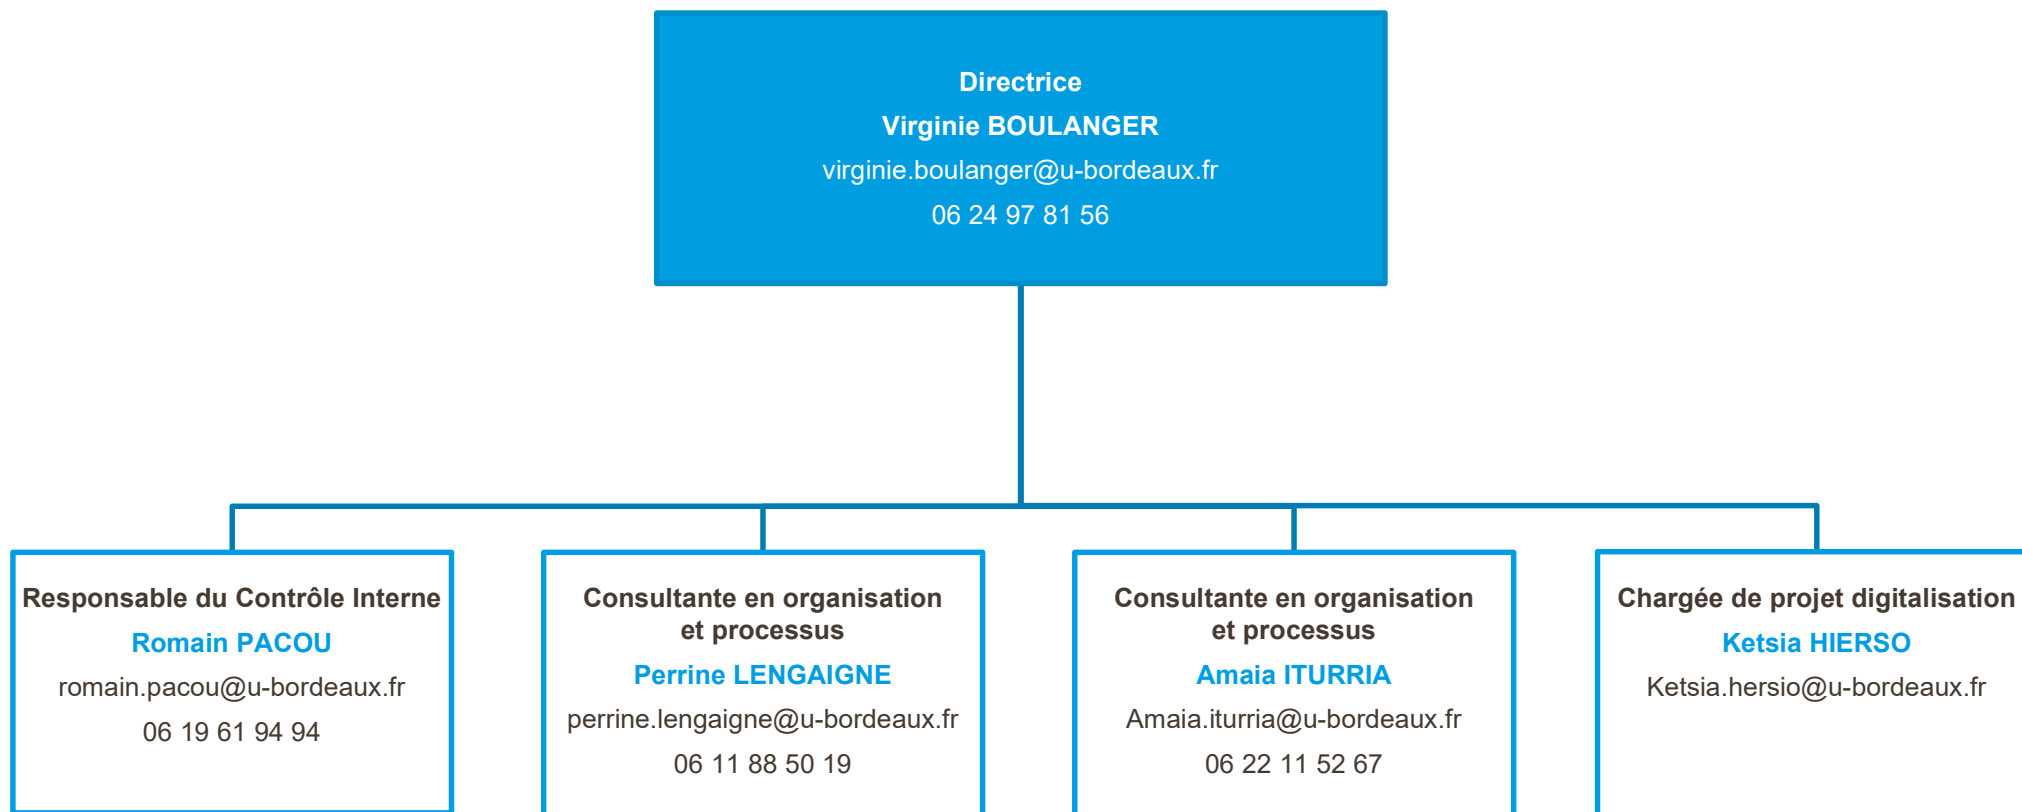 Directrice
Virginie BOULANGER
virginie.boulanger@u-bordeaux.fr
06 24 97 81 56
Responsable du Contrôle Interne
Romain PACOU
romain.pacou@u-bordeaux.fr
06 19 61 94 94
Consultante en organisation
et processus
Perrine LENGAIGNE
perrine.lengaigne@u-bordeaux.fr
06 11 88 50 19
Consultante en organisation
et processus
Amaia ITURRIA
Amaia.iturria@u-bordeaux.fr
06 22 11 52 67
Chargée de projet digitalisation
Ketsia HIERSO
Ketsia.hersio@u-bordeaux.fr